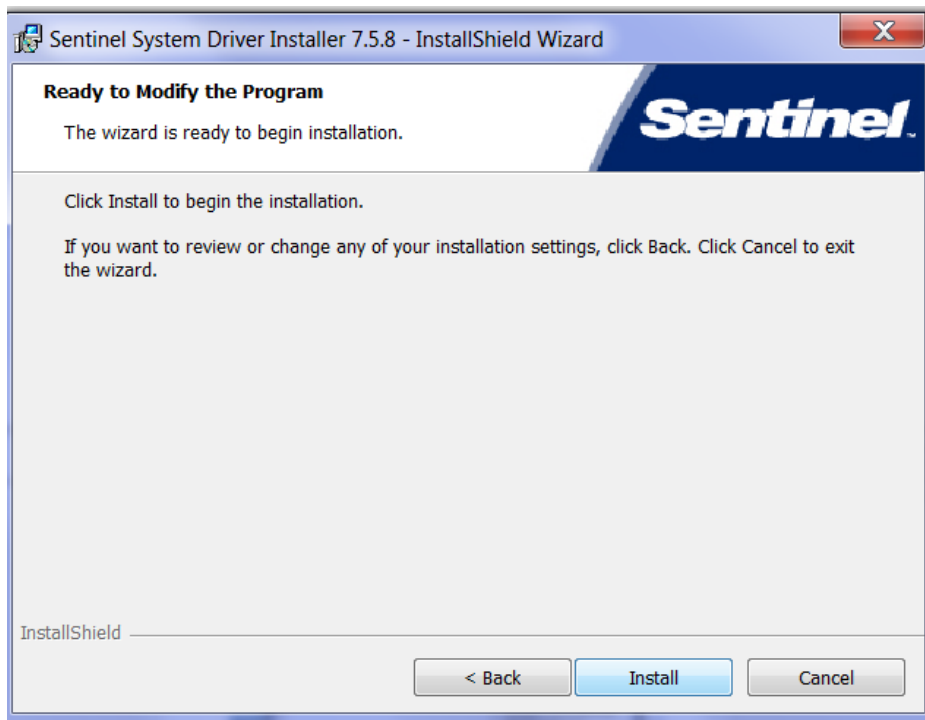 Sentinel System Driver Installer 7.5.8 - InstallShield Wizard
X
Ready to Modify the Program
The wizard is ready to begin installation.
Sentinel.
Click Install to begin the installation.
If you want to review or change any of your installation settings, click Back. Click Cancel to exit
the wizard.
InstallShield
< Back
Install
Cancel